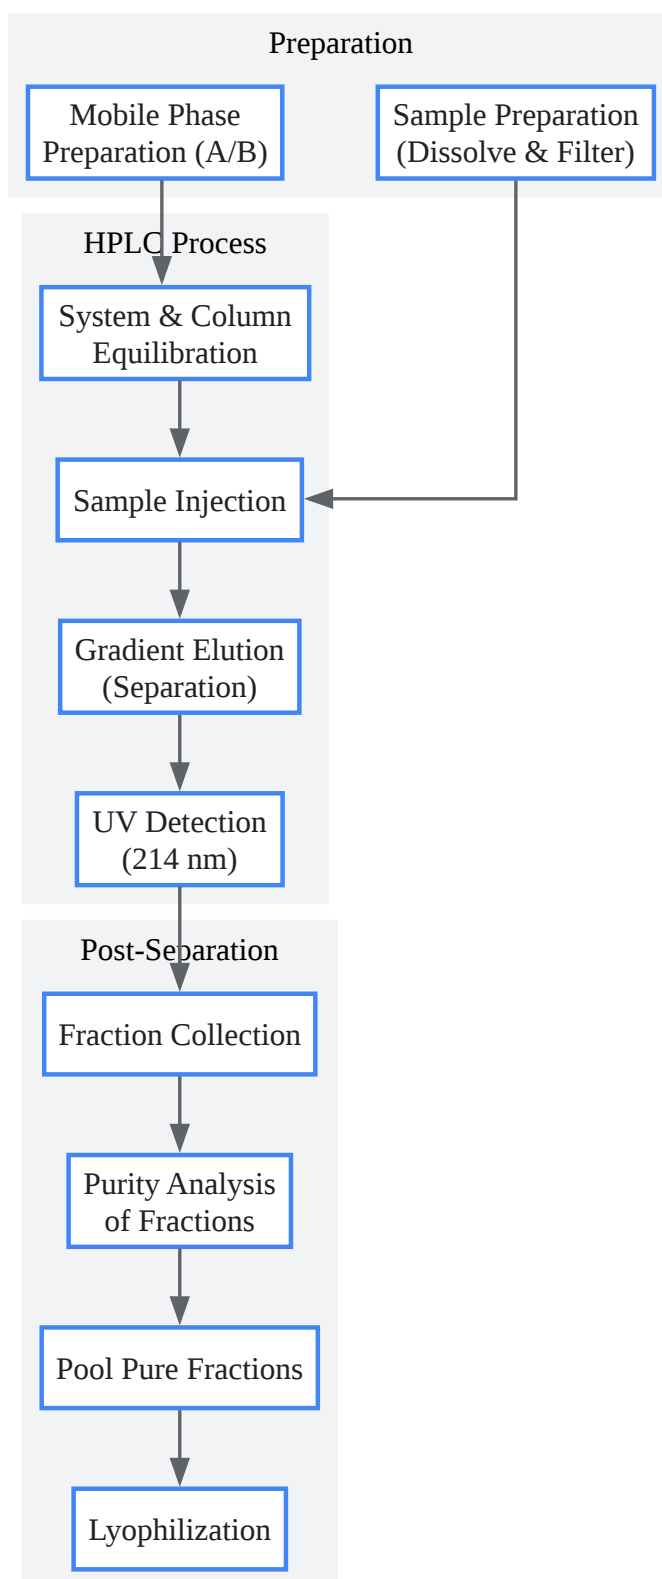 Preparation
Mobile Phase
Preparation (A/B)
Sample Preparation
(Dissolve & Filter)
HPLC Process
System & Column
Equilibration
Sample Injection
Gradient Elution
(Separation)
UV Detection
(214 nm)
Post-Separation
Fraction Collection
Purity Analysis
of Fractions
Pool Pure Fractions
Lyophilization